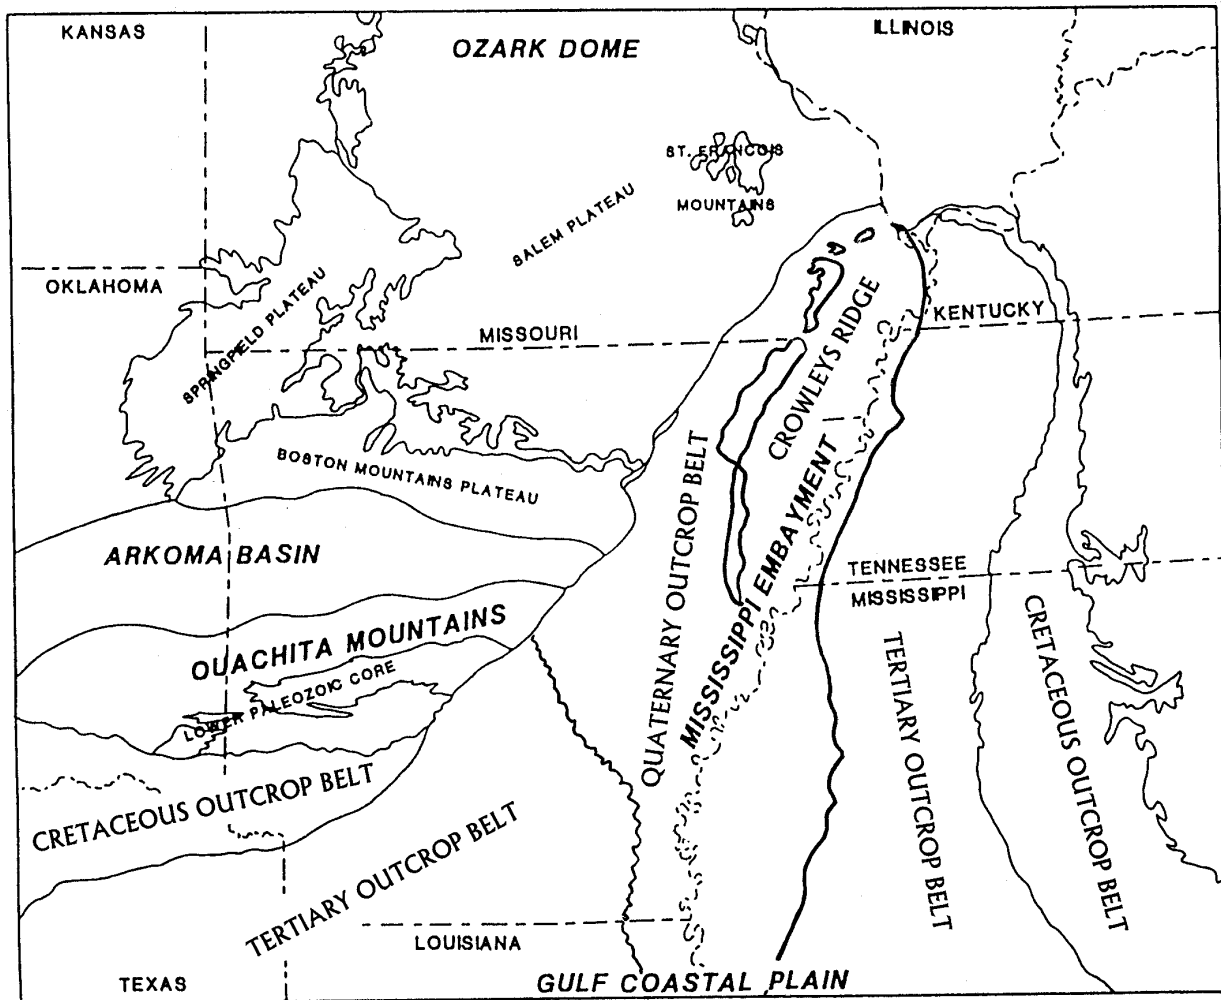 KANSAS
OZARK DOME
ILLINOIS
ST. FRANCOIS
MOUNTAINS
SALEM PLATEAU
OKLAHOMA
SPRINGFIELD PLATEAU
MISSOURI
KENTUCKY
CROWLEYS RIDGE
BOSTON MOUNTAINS PLATEAU
QUATERNARY OUTCROP BELT
MISSISSIPPI EMBAYMENT
ARKOMA BASIN
TENNESSEE
MISSISSIPPI
OUACHITA MOUNTAINS
LOWER PALEOZOIC CORE
TERTIARY OUTCROP BELT
CRETACEOUS OUTCROP BELT
CRETACEOUS OUTCROP BELT
TERTIARY OUTCROP BELT
LOUISIANA
TEXAS
GULF COASTAL PLAIN